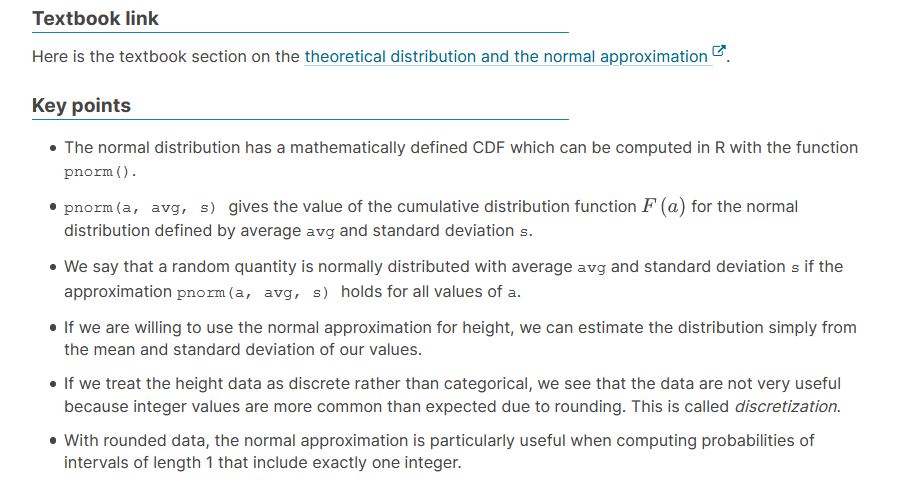 Textbook link
Here is the textbook section on the theoretical distribution and the normal approximation.
Key points
• The normal distribution has a mathematically defined CDF which can be computed in R with the function
pnorm().
• pnorm(a, avg, s) gives the value of the cumulative distribution function F(a) for the normal
distribution defined by average avg and standard deviation s.
• We say that a random quantity is normally distributed with average avg and standard deviation s if the
approximation pnorm(a, avg, s) holds for all values of a.
• If we are willing to use the normal approximation for height, we can estimate the distribution simply from
the mean and standard deviation of our values.
• If we treat the height data as discrete rather than categorical, we see that the data are not very useful
because integer values are more common than expected due to rounding. This is called discretization.
• With rounded data, the normal approximation is particularly useful when computing probabilities of
intervals of length 1 that include exactly one integer.